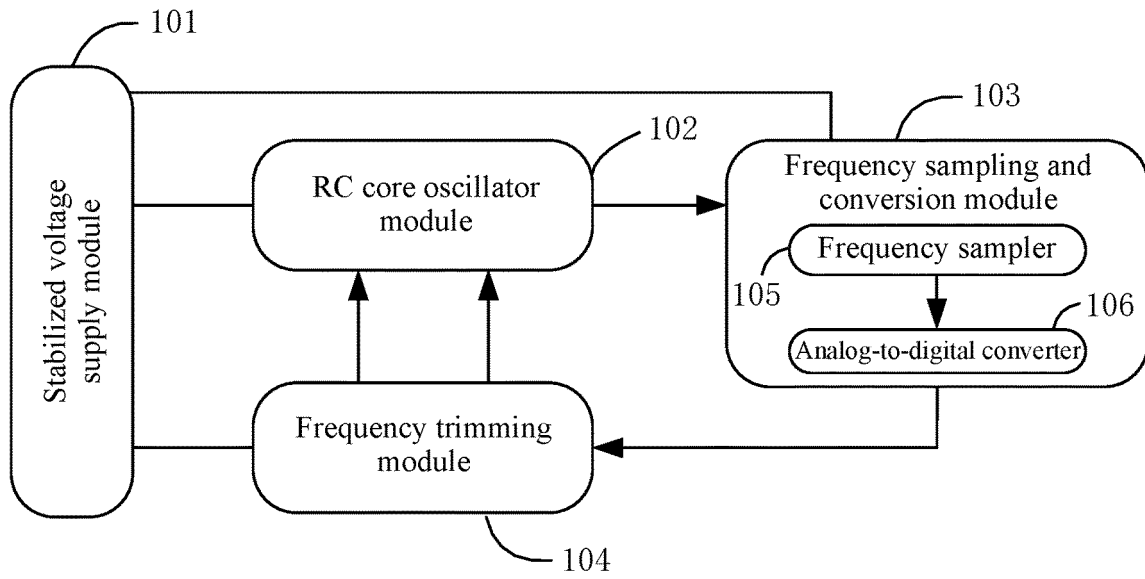 101
102
103
Stabilized voltage
supply module
RC core oscillator
module
Frequency sampling and
conversion module
Frequency sampler
105
106
Analog-to-digital converter
Frequency trimming
module
104